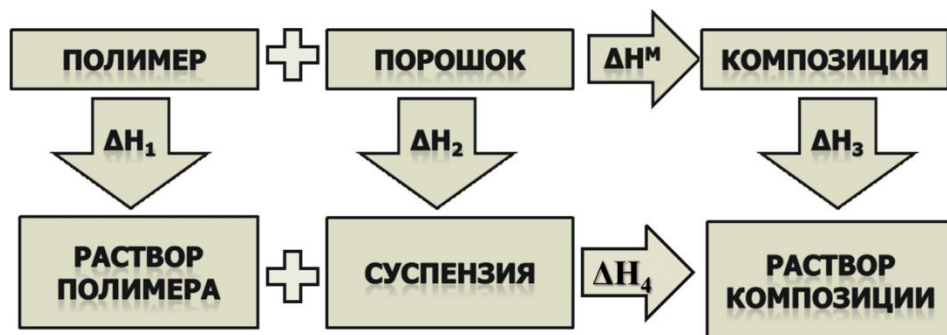 ПОЛИМЕР
ПОРОШОК
ΔHᴹ
КОМПОЗИЦИЯ
ΔH₁
ΔH₂
ΔH₃
РАСТВОР
ПОЛИМЕРА
СУСПЕНЗИЯ
ΔH₄
РАСТВОР
КОМПОЗИЦИИ